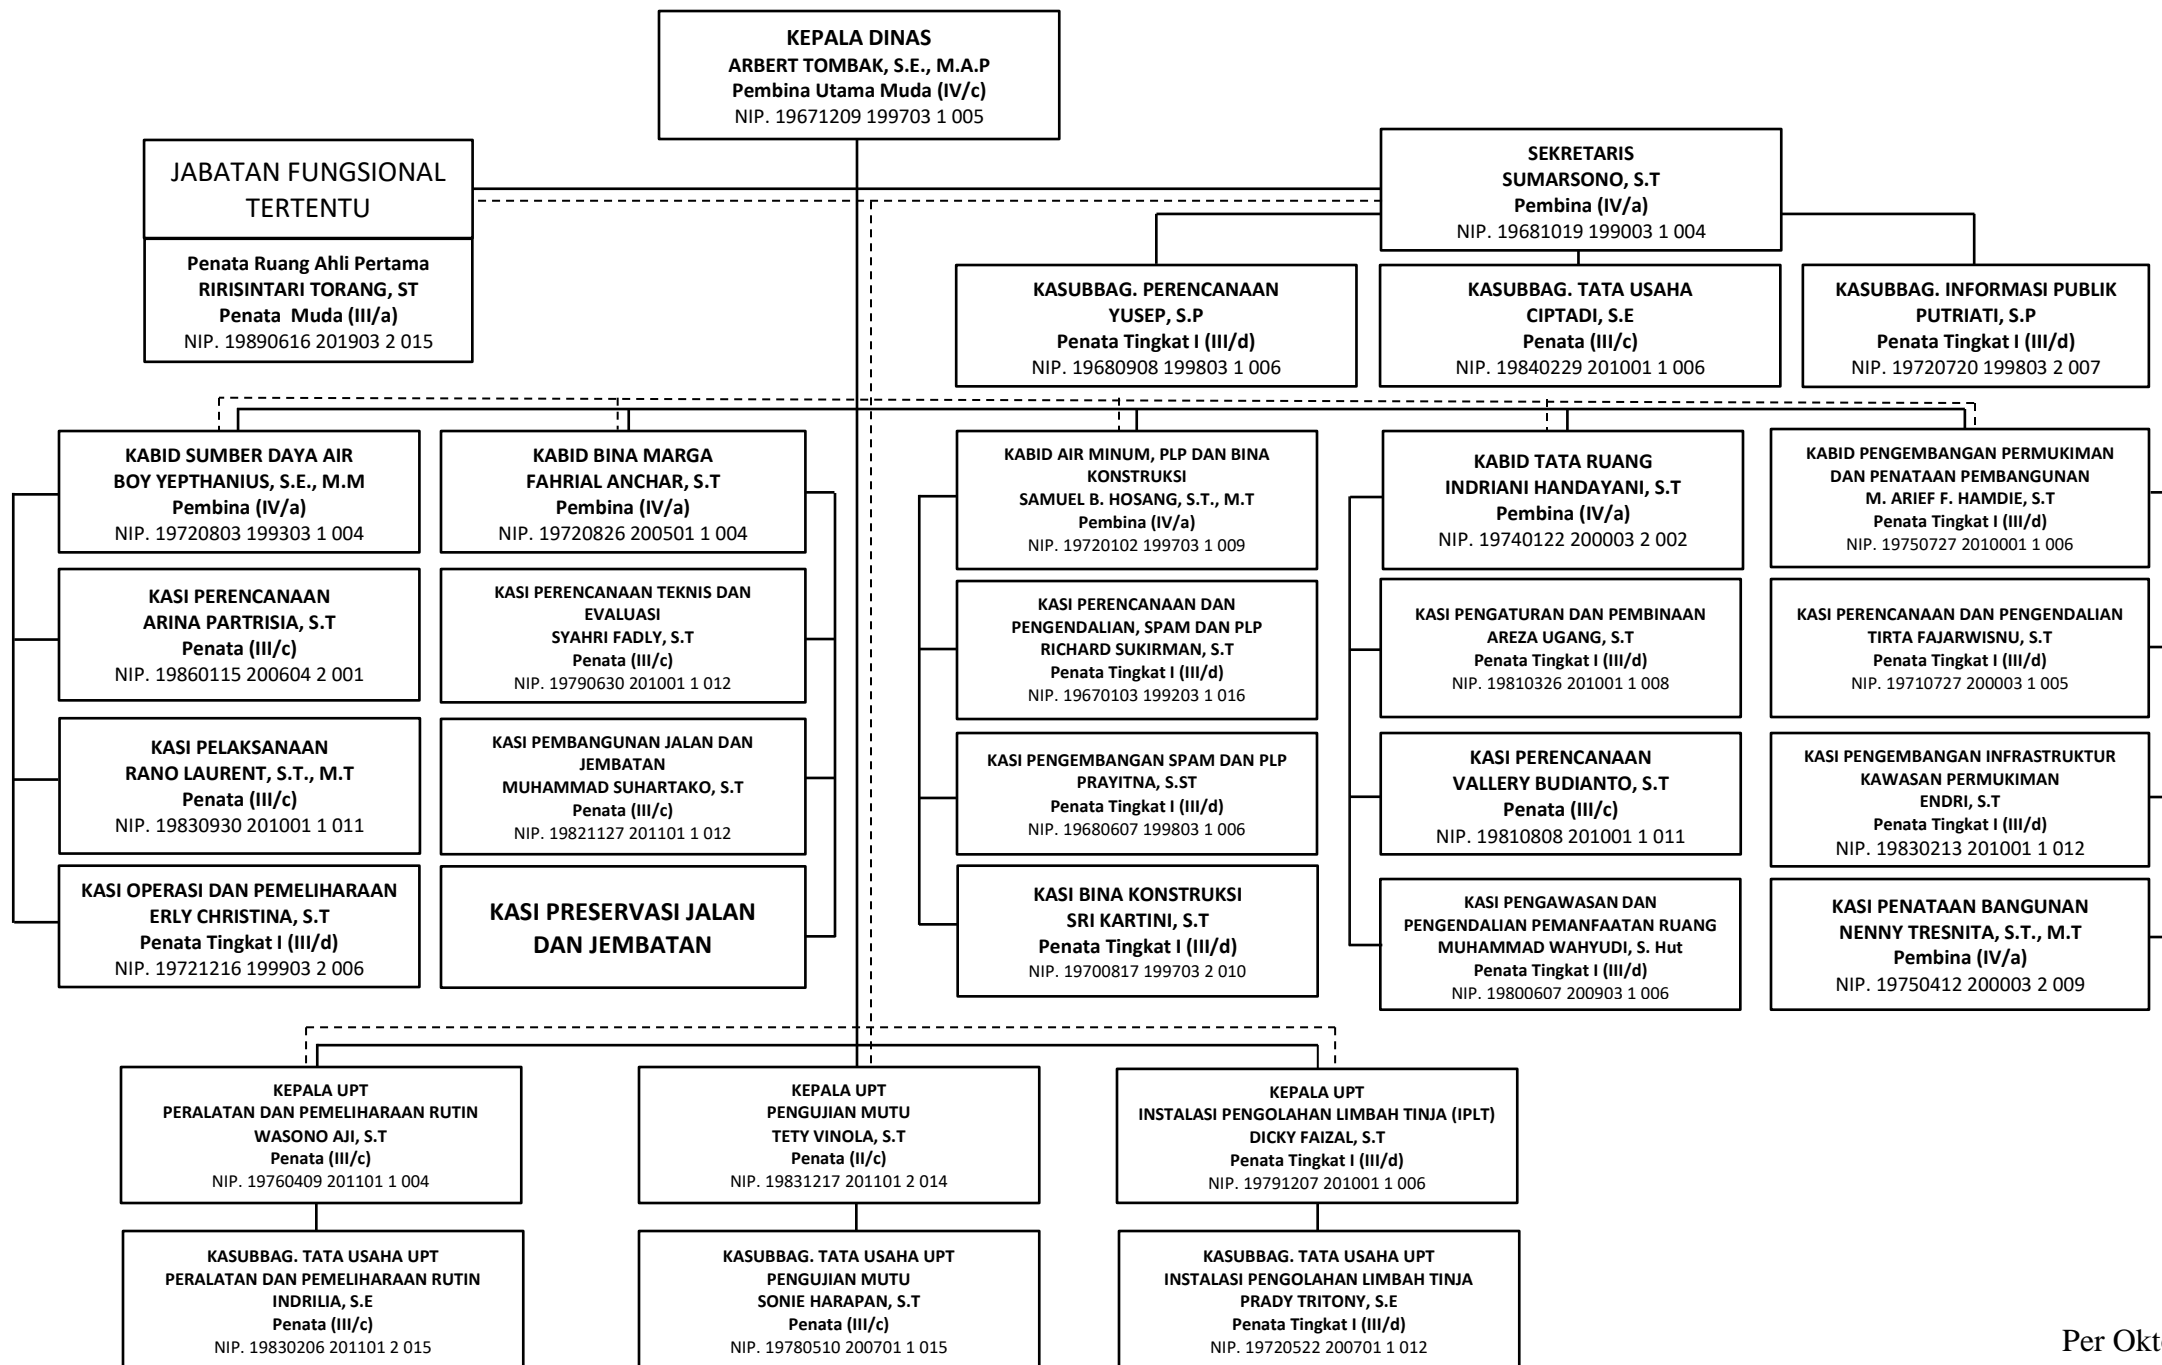 KEPALA DINAS
ARBERT TOMBAK, S.E., M.A.P
Pembina Utama Muda (IV/c)
NIP. 19671209 199703 1 005
JABATAN FUNGSIONAL
TERTENTU
Penata Ruang Ahli Pertama
RIRISINTARI TORANG, ST
Penata Muda (III/a)
NIP. 19890616 201903 2 015
SEKRETARIS
SUMARSONO, S.T
Pembina (IV/a)
NIP. 19681019 199003 1 004
KASUBBAG. PERENCANAAN
YUSEP, S.P
Penata Tingkat I (III/d)
NIP. 19680908 199803 1 006
KASUBBAG. TATA USAHA
CIPTADI, S.E
Penata (III/c)
NIP. 19840229 201001 1 006
KASUBBAG. INFORMASI PUBLIK
PUTRIATI, S.P
Penata Tingkat I (III/d)
NIP. 19720720 199803 2 007
KABID SUMBER DAYA AIR
BOY YEPTHANIUS, S.E., M.M
Pembina (IV/a)
NIP. 19720803 199303 1 004
KABID BINA MARGA
FAHRIAL ANCHAR, S.T
Pembina (IV/a)
NIP. 19720826 200501 1 004
KABID AIR MINUM, PLP DAN BINA
KONSTRUKSI
SAMUEL B. HOSANG, S.T., M.T
Pembina (IV/a)
NIP. 19720102 199703 1 009
KABID TATA RUANG
INDRIANI HANDAYANI, S.T
Pembina (IV/a)
NIP. 19740122 200003 2 002
KABID PENGEMBANGAN PERMUKIMAN
DAN PENATAAN PEMBANGUNAN
M. ARIEF F. HAMDIE, S.T
Penata Tingkat I (III/d)
NIP. 19750727 2010001 1 006
KASI PERENCANAAN
ARINA PARTRISIA, S.T
Penata (III/c)
NIP. 19860115 200604 2 001
KASI PERENCANAAN TEKNIS DAN
EVALUASI
SYAHRI FADLY, S.T
Penata (III/c)
NIP. 19790630 201001 1 012
KASI PERENCANAAN DAN
PENGENDALIAN, SPAM DAN PLP
RICHARD SUKIRMAN, S.T
Penata Tingkat I (III/d)
NIP. 19670103 199203 1 016
KASI PENGATURAN DAN PEMBINAAN
AREZA UGANG, S.T
Penata Tingkat I (III/d)
NIP. 19810326 201001 1 008
KASI PERENCANAAN DAN PENGENDALIAN
TIRTA FAJARWISNU, S.T
Penata Tingkat I (III/d)
NIP. 19710727 200003 1 005
KASI PELAKSANAAN
RANO LAURENT, S.T., M.T
Penata (III/c)
NIP. 19830930 201001 1 011
KASI PEMBANGUNAN JALAN DAN
JEMBATAN
MUHAMMAD SUHARTAKO, S.T
Penata (III/c)
NIP. 19821127 201101 1 012
KASI PENGEMBANGAN SPAM DAN PLP
PRAYITNA, S.ST
Penata Tingkat I (III/d)
NIP. 19680607 199803 1 006
KASI PERENCANAAN
VALLERY BUDIANTO, S.T
Penata (III/c)
NIP. 19810808 201001 1 011
KASI PENGEMBANGAN INFRASTRUKTUR
KAWASAN PERMUKIMAN
ENDRI, S.T
Penata Tingkat I (III/d)
NIP. 19830213 201001 1 012
KASI OPERASI DAN PEMELIHARAAN
ERLY CHRISTINA, S.T
Penata Tingkat I (III/d)
NIP. 19721216 199903 2 006
KASI PRESERVASI JALAN
DAN JEMBATAN
KASI BINA KONSTRUKSI
SRI KARTINI, S.T
Penata Tingkat I (III/d)
NIP. 19700817 199703 2 010
KASI PENGAWASAN DAN
PENGENDALIAN PEMANFAATAN RUANG
MUHAMMAD WAHYUDI, S. Hut
Penata Tingkat I (III/d)
NIP. 19800607 200903 1 006
KASI PENATAAN BANGUNAN
NENNY TRESNITA, S.T., M.T
Pembina (IV/a)
NIP. 19750412 200003 2 009
KEPALA UPT
PERALATAN DAN PEMELIHARAAN RUTIN
WASONO AJI, S.T
Penata (III/c)
NIP. 19760409 201101 1 004
KEPALA UPT
PENGUJIAN MUTU
TETY VINOLA, S.T
Penata (II/c)
NIP. 19831217 201101 2 014
KEPALA UPT
INSTALASI PENGOLAHAN LIMBAH TINJA (IPLT)
DICKY FAIZAL, S.T
Penata Tingkat I (III/d)
NIP. 19791207 201001 1 006
KASUBBAG. TATA USAHA UPT
PERALATAN DAN PEMELIHARAAN RUTIN
INDRILIA, S.E
Penata (III/c)
NIP. 19830206 201101 2 015
KASUBBAG. TATA USAHA UPT
PENGUJIAN MUTU
SONIE HARAPAN, S.T
Penata (III/c)
NIP. 19780510 200701 1 015
KASUBBAG. TATA USAHA UPT
INSTALASI PENGOLAHAN LIMBAH TINJA
PRADY TRITONY, S.E
Penata Tingkat I (III/d)
NIP. 19720522 200701 1 012
Per